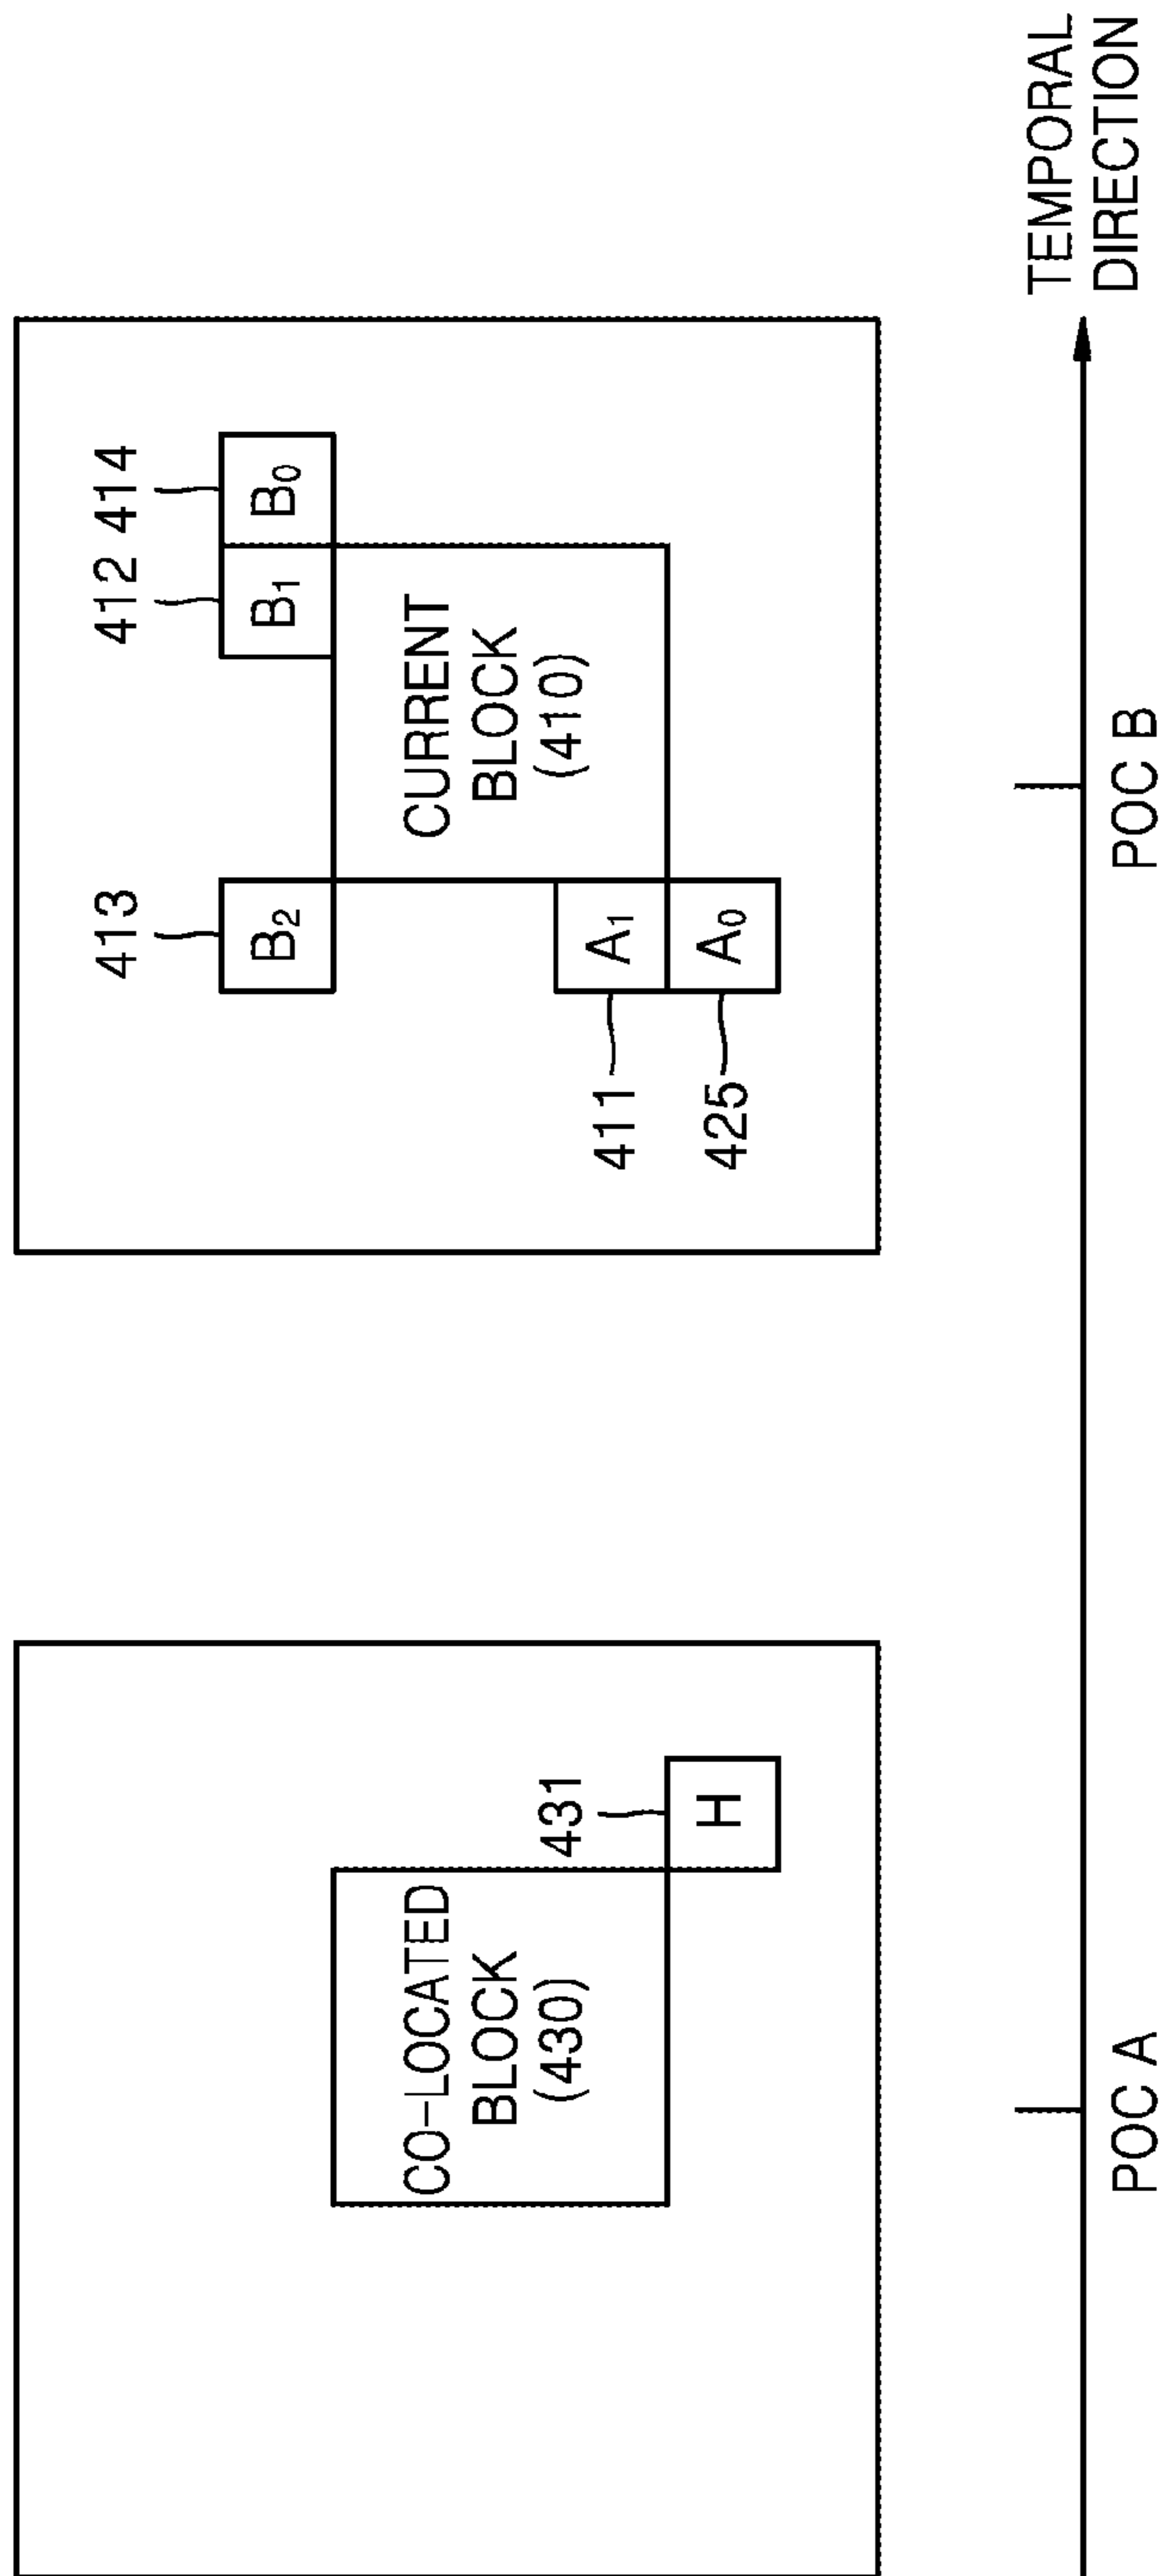 CO-LOCATED
BLOCK
(430)
431
H
413
412
414
B2
B1
B0
CURRENT
BLOCK
(410)
411
A1
425
A0
POC A
POC B
TEMPORAL
DIRECTION